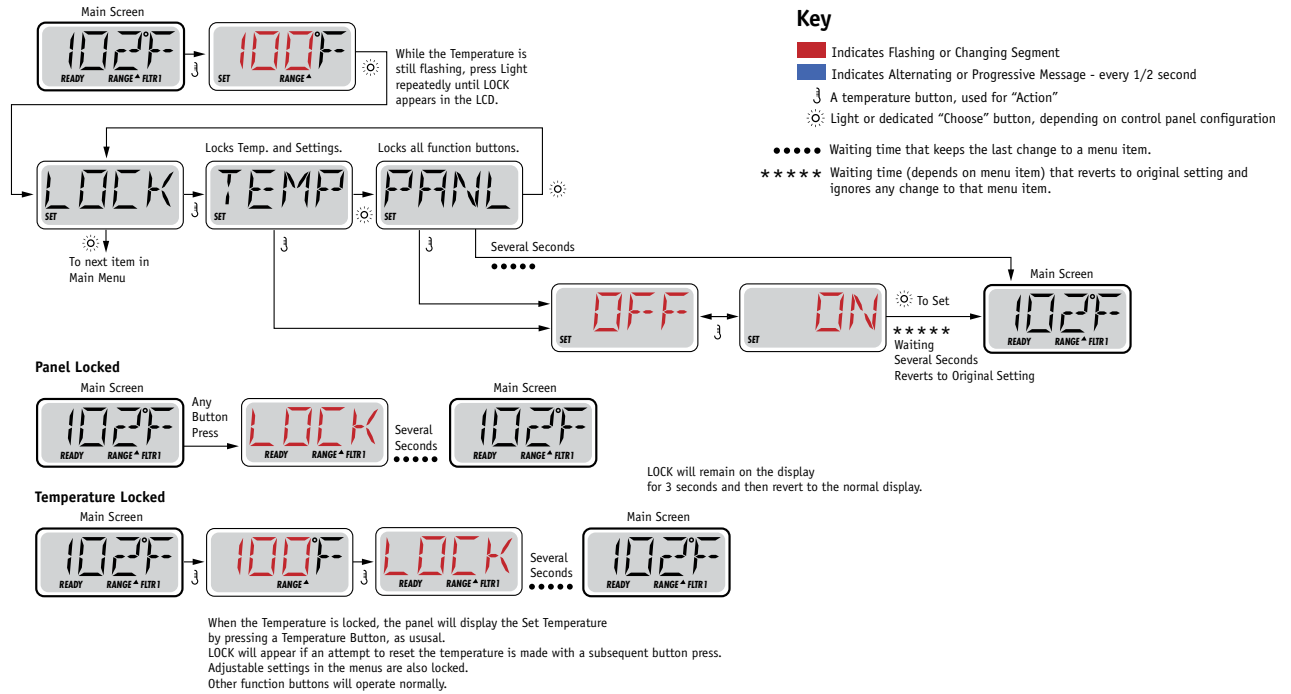 Main Screen
102°F
READY RANGE FLTR1
100°F
SET RANGE
While the Temperature is
still flashing, press Light
repeatedly until LOCK
appears in the LCD.
Key
Indicates Flashing or Changing Segment
Indicates Alternating or Progressive Message - every 1/2 second
A temperature button, used for “Action”
Light or dedicated “Choose” button, depending on control panel configuration
••••• Waiting time that keeps the last change to a menu item.
***** Waiting time (depends on menu item) that reverts to original setting and
ignores any change to that menu item.
LOCK
SET
Locks Temp. and Settings.
TEMP
SET
Locks all function buttons.
PANL
SET
To next item in
Main Menu
Several Seconds
•••••
OFF
SET
ON
SET
To Set
*****
Waiting
Several Seconds
Reverts to Original Setting
Main Screen
102°F
READY RANGE FLTR1
Panel Locked
Main Screen
102°F
READY RANGE FLTR1
Any
Button
Press
LOCK
READY RANGE FLTR1
Several
Seconds
•••••
Main Screen
102°F
READY RANGE FLTR1
LOCK will remain on the display
for 3 seconds and then revert to the normal display.
Temperature Locked
Main Screen
102°F
READY RANGE FLTR1
100°F
RANGE
LOCK
READY RANGE FLTR1
Several
Seconds
•••••
Main Screen
102°F
READY RANGE FLTR1
When the Temperature is locked, the panel will display the Set Temperature
by pressing a Temperature Button, as ususal.
LOCK will appear if an attempt to reset the temperature is made with a subsequent button press.
Adjustable settings in the menus are also locked.
Other function buttons will operate normally.